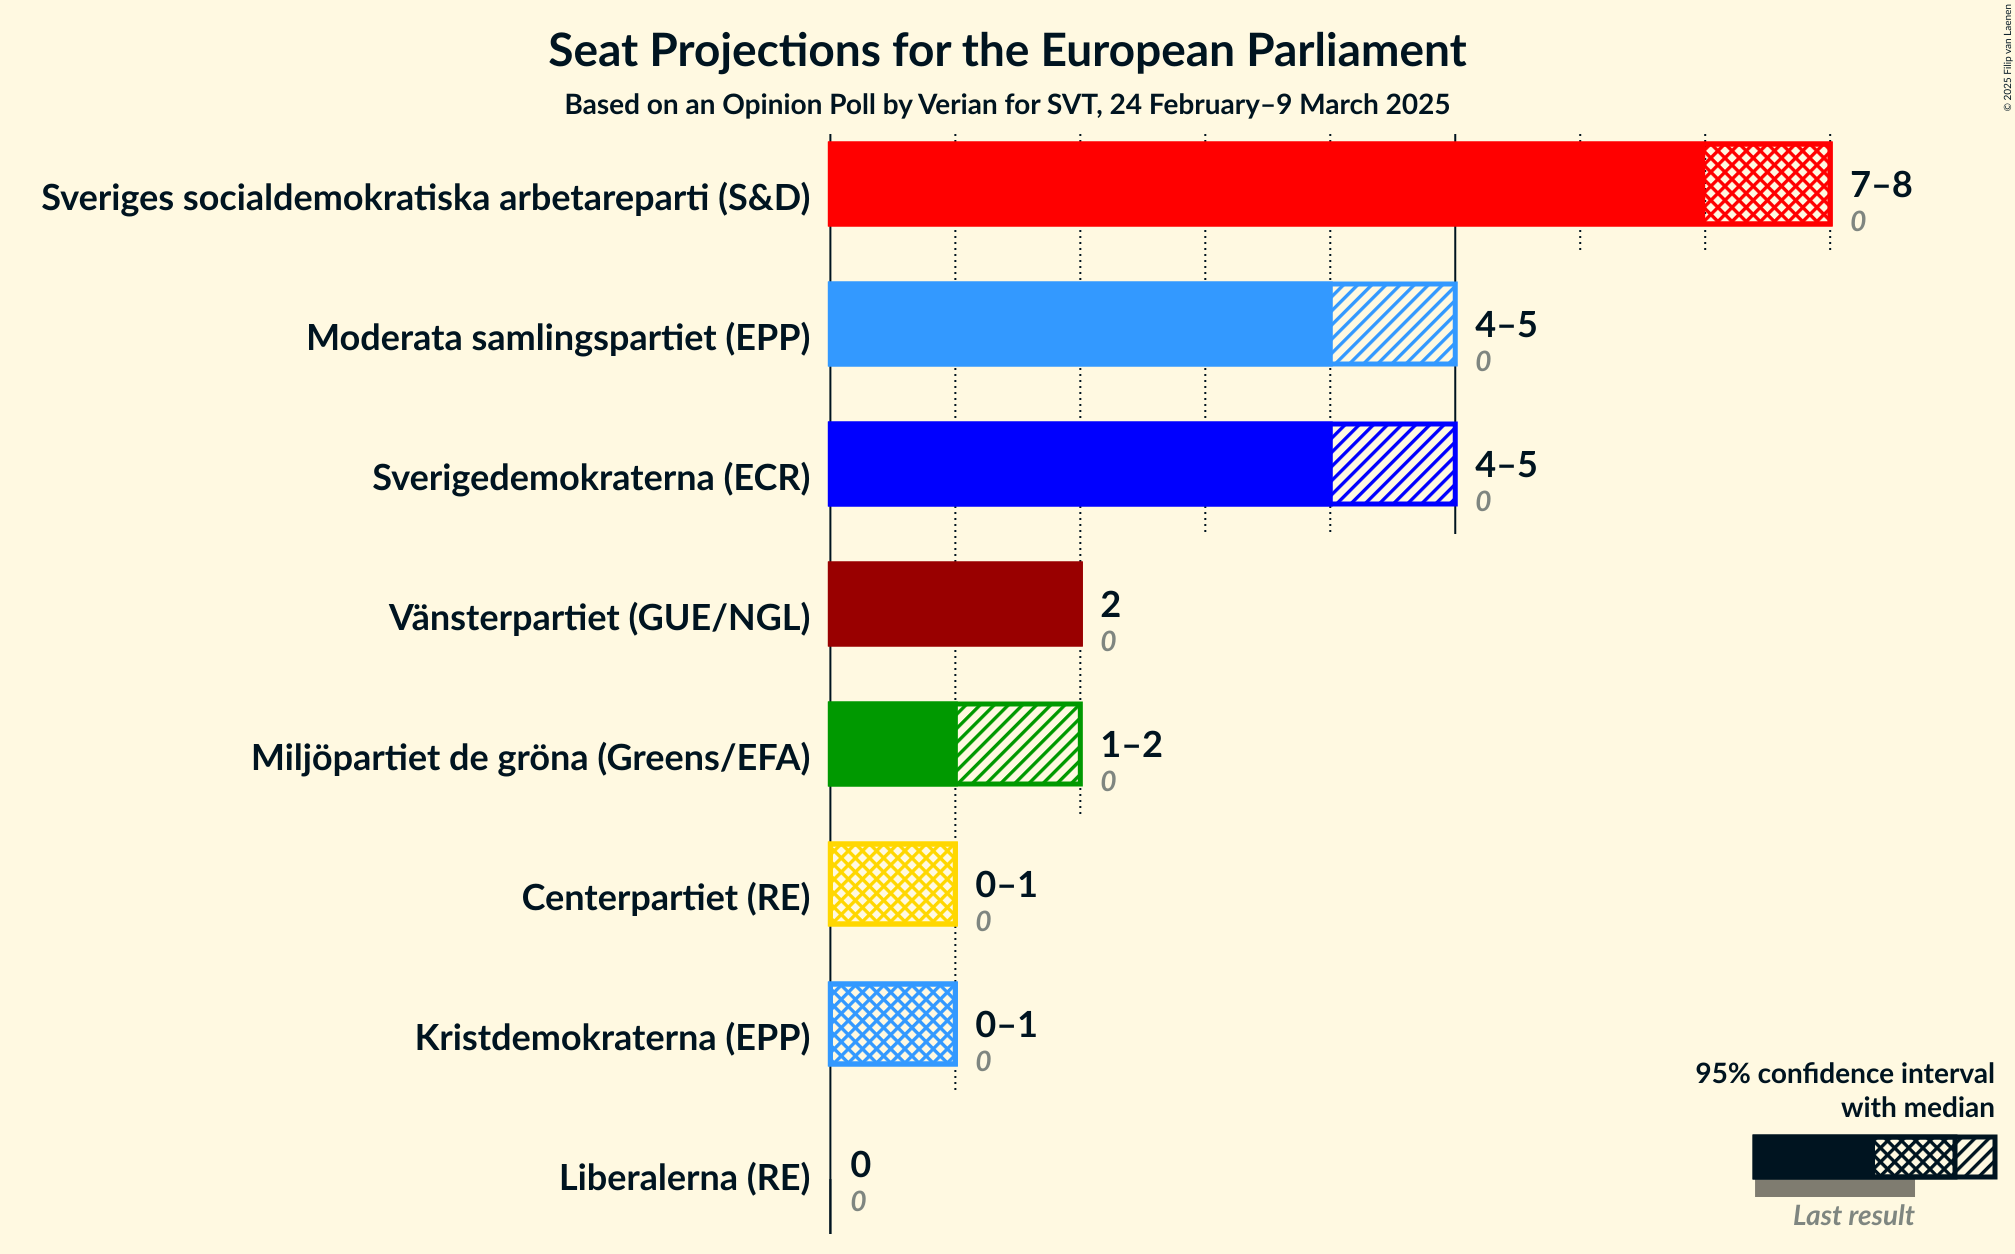 Seat Projections for the European Parliament
Based on an Opinion Poll by Verian for SVT, 24 February–9 March 2025
© 2025 Filip van Laenen
Sveriges socialdemokratiska arbetareparti (S&D)
7–8
0
Moderata samlingspartiet (EPP)
4–5
0
Sverigedemokraterna (ECR)
4–5
0
Vänsterpartiet (GUE/NGL)
2
0
Miljöpartiet de gröna (Greens/EFA)
1–2
0
Centerpartiet (RE)
0–1
0
Kristdemokraterna (EPP)
0–1
0
Liberalerna (RE)
0
0
95% confidence interval
with median
Last result